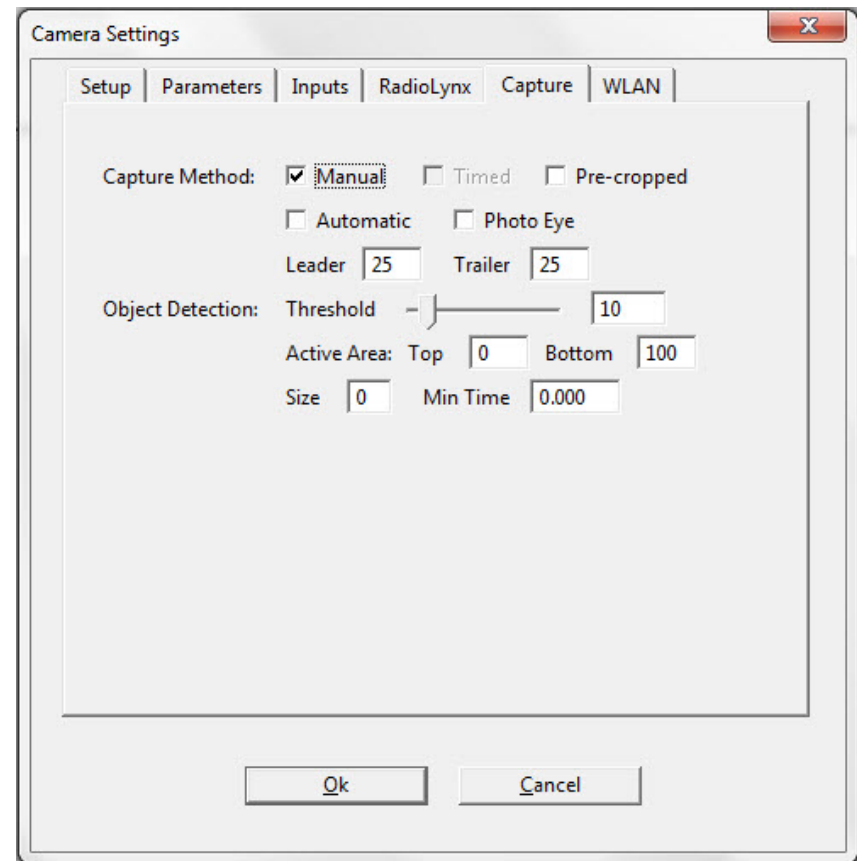 Camera Settings
Setup Parameters Inputs RadioLynx Capture WLAN
Capture Method: Manual Timed Pre-cropped
Automatic Photo Eye
Leader 25 Trailer 25
Object Detection: Threshold 10
Active Area: Top 0 Bottom 100
Size 0 Min Time 0.000
Ok Cancel